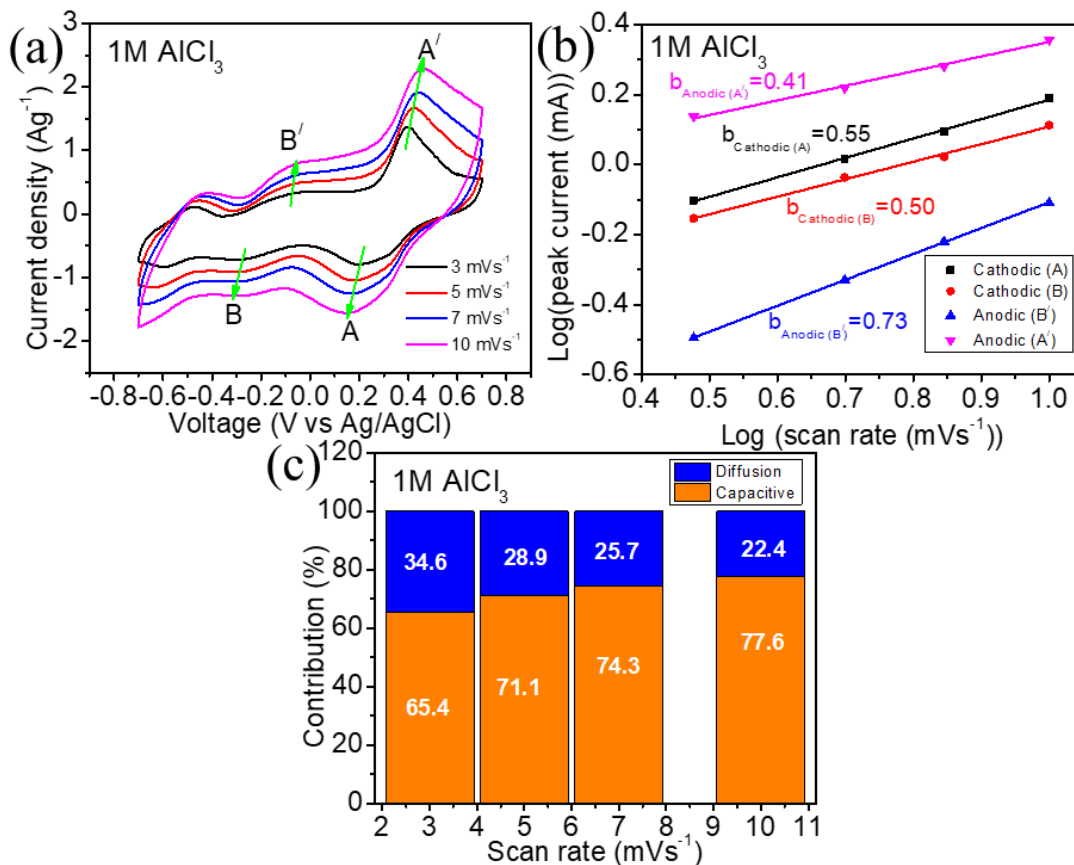 (a)
1M AlCl₃
A′
B′
B
A
3 mVs⁻¹
5 mVs⁻¹
7 mVs⁻¹
10 mVs⁻¹
3
2
1
0
-1
-2
Current density (Ag⁻¹)
-0.8 -0.6 -0.4 -0.2 0.0 0.2 0.4 0.6 0.8
Voltage (V vs Ag/AgCl)
(b)
1M AlCl₃
b Anodic (A′)=0.41
b Cathodic (A)=0.55
b Cathodic (B)=0.50
b Anodic (B′)=0.73
Cathodic (A)
Cathodic (B)
Anodic (B′)
Anodic (A′)
0.4
0.2
0.0
-0.2
-0.4
-0.6
Log(peak current (mA))
0.4 0.5 0.6 0.7 0.8 0.9 1.0
Log (scan rate (mVs⁻¹))
(c)
1M AlCl₃
Diffusion
Capacitive
34.6 28.9 25.7 22.4
65.4 71.1 74.3 77.6
120
100
80
60
40
20
0
Contribution (%)
2 3 4 5 6 7 8 9 10 11
Scan rate (mVs⁻¹)